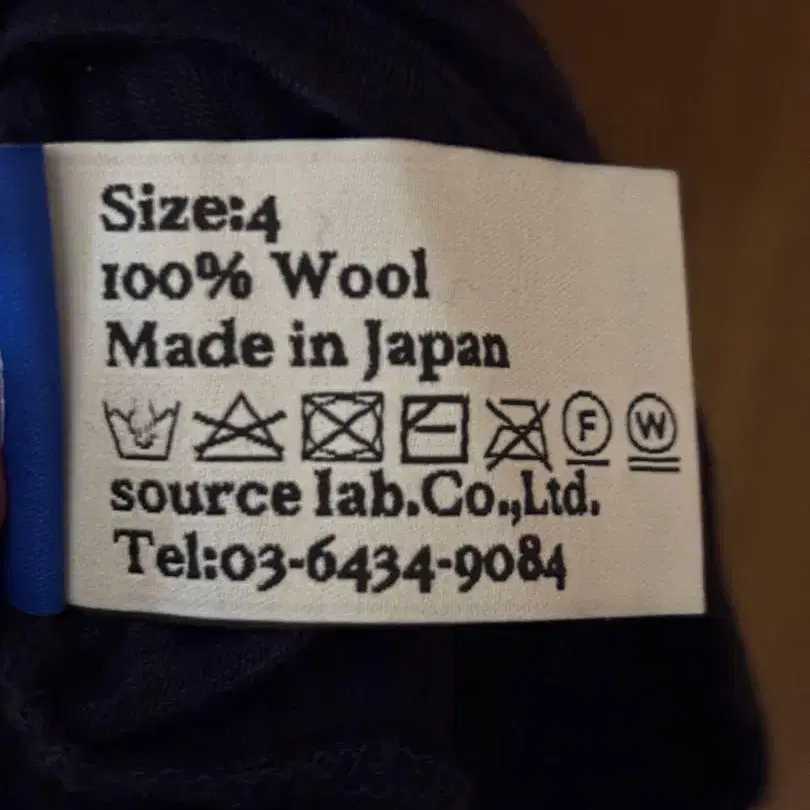 Size:4
100% Wool
Made in Japan
F W
source lab.Co.,Ltd.
Tel:03-6434-9084